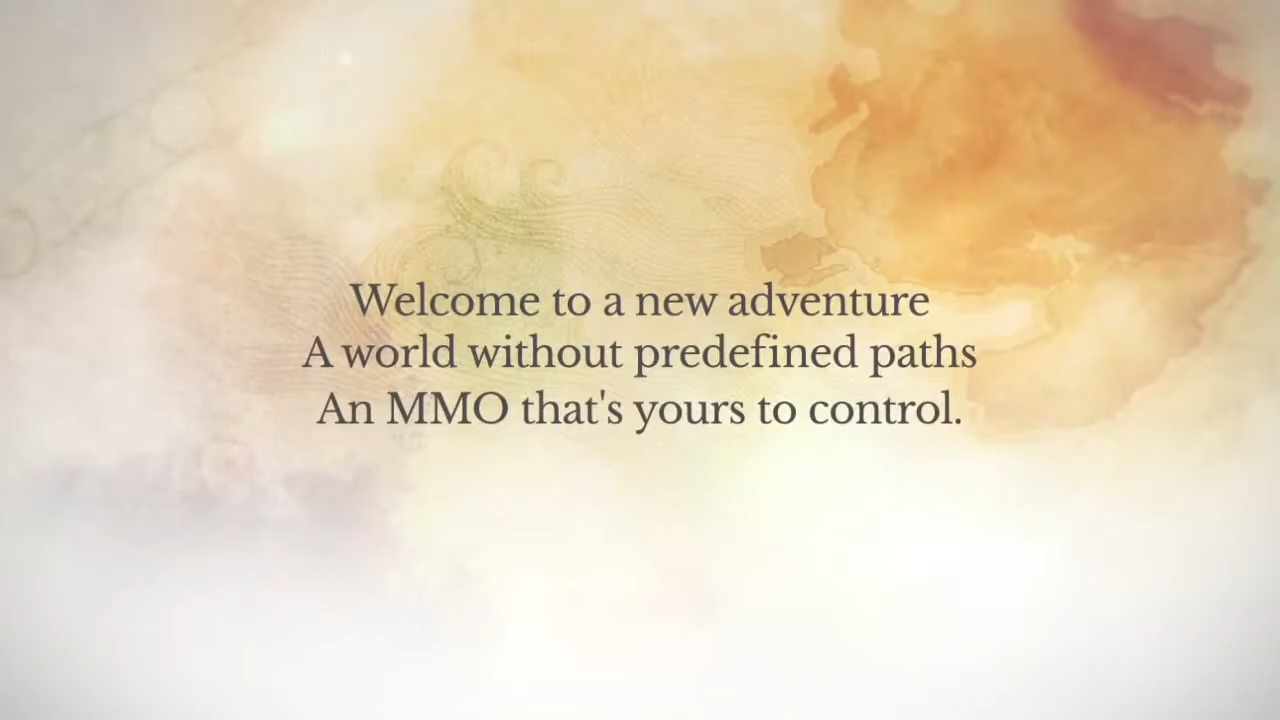 Welcome to a new adventure
A world without predefined paths
An MMO that's yours to control.